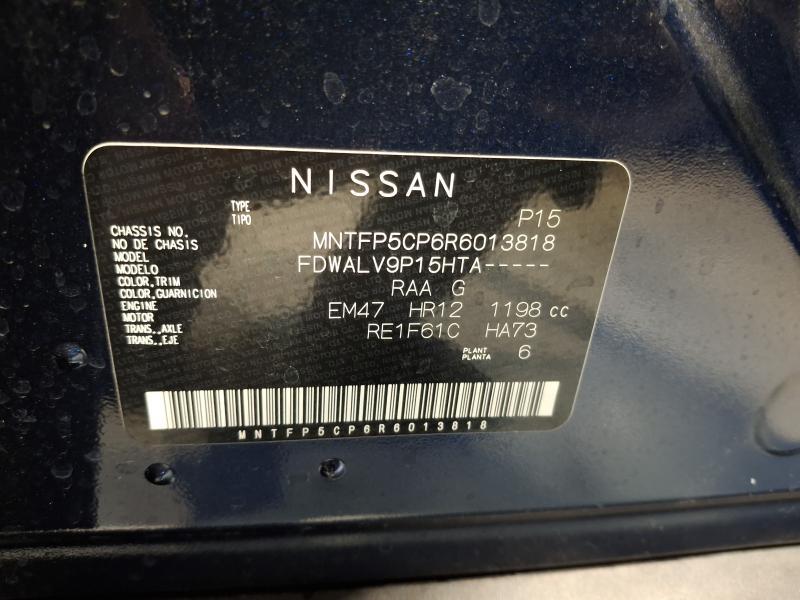 NISSAN
TYPE
TIPO P15
CHASSIS NO.
NO DE CHASIS MNTFP5CP6R6013818
MODEL
MODELO FDWALV9P15HTA-----
COLOR,TRIM
COLOR,GUARNICION RAA G
ENGINE
MOTOR EM47 HR12 1198 cc
TRANS.,AXLE
TRANS.,EJE RE1F61C HA73
PLANT
PLANTA 6
MNTFP5CP6R6013818